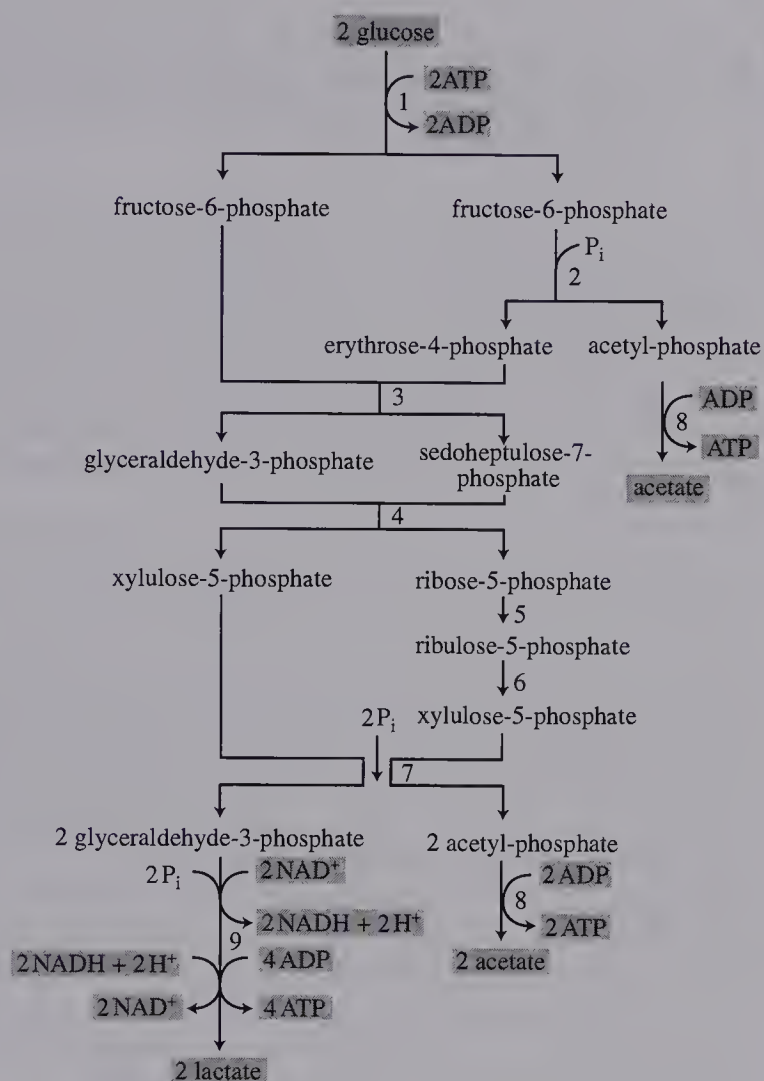 2 glucose
2ATP
1
2ADP
fructose-6-phosphate fructose-6-phosphate
Pi
2
erythrose-4-phosphate acetyl-phosphate
3
ADP
8
ATP
glyceraldehyde-3-phosphate sedoheptulose-7-
phosphate
acetate
4
xylulose-5-phosphate ribose-5-phosphate
5
ribulose-5-phosphate
6
2Pi xylulose-5-phosphate
7
2 glyceraldehyde-3-phosphate 2 acetyl-phosphate
2Pi 2NAD+ 2ADP
8
2NADH + 2H+ 2ATP
9
2NADH + 2H+ 4ADP 2 acetate
2NAD+ 4ATP
2 lactate